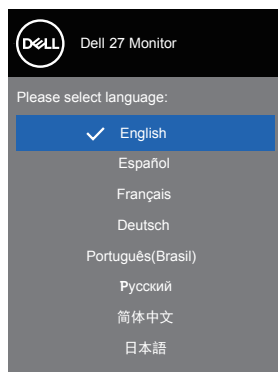 DELL
Dell 27 Monitor
Please select language:
English
Español
Français
Deutsch
Português(Brasil)
Русский
简体中文
日本語